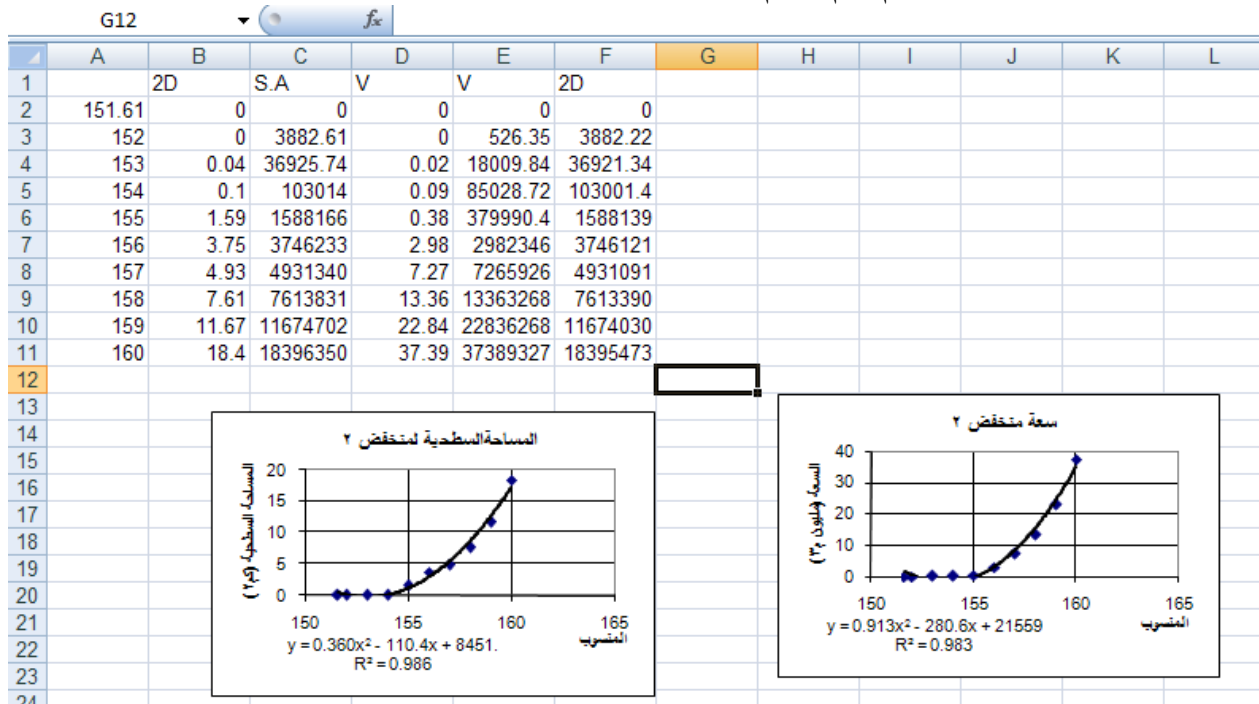 G12 fx
A B C D E F G H I J K L
1 2D S.A V V 2D
2 151.61 0 0 0 0 0
3 152 0 3882.61 0 526.35 3882.22
4 153 0.04 36925.74 0.02 18009.84 36921.34
5 154 0.1 103014 0.09 85028.72 103001.4
6 155 1.59 1588166 0.38 379990.4 1588139
7 156 3.75 3746233 2.98 2982346 3746121
8 157 4.93 4931340 7.27 7265926 4931091
9 158 7.61 7613831 13.36 13363268 7613390
10 159 11.67 11674702 22.84 22836268 11674030
11 160 18.4 18396350 37.39 37389327 18395473
12
13
14
15
16
17
18
19
20
21
22
23
24
المساحةالسطحية لمنخفض ٢
المساحة السطحية (كم٢)
20
15
10
5
0
150 155 160 165
المنسوب
y = 0.360x² - 110.4x + 8451.
R² = 0.986
سعة منخفض ٢
السعة (مليون م٣)
40
30
20
10
0
150 155 160 165
المنسوب
y = 0.913x² - 280.6x + 21559
R² = 0.983